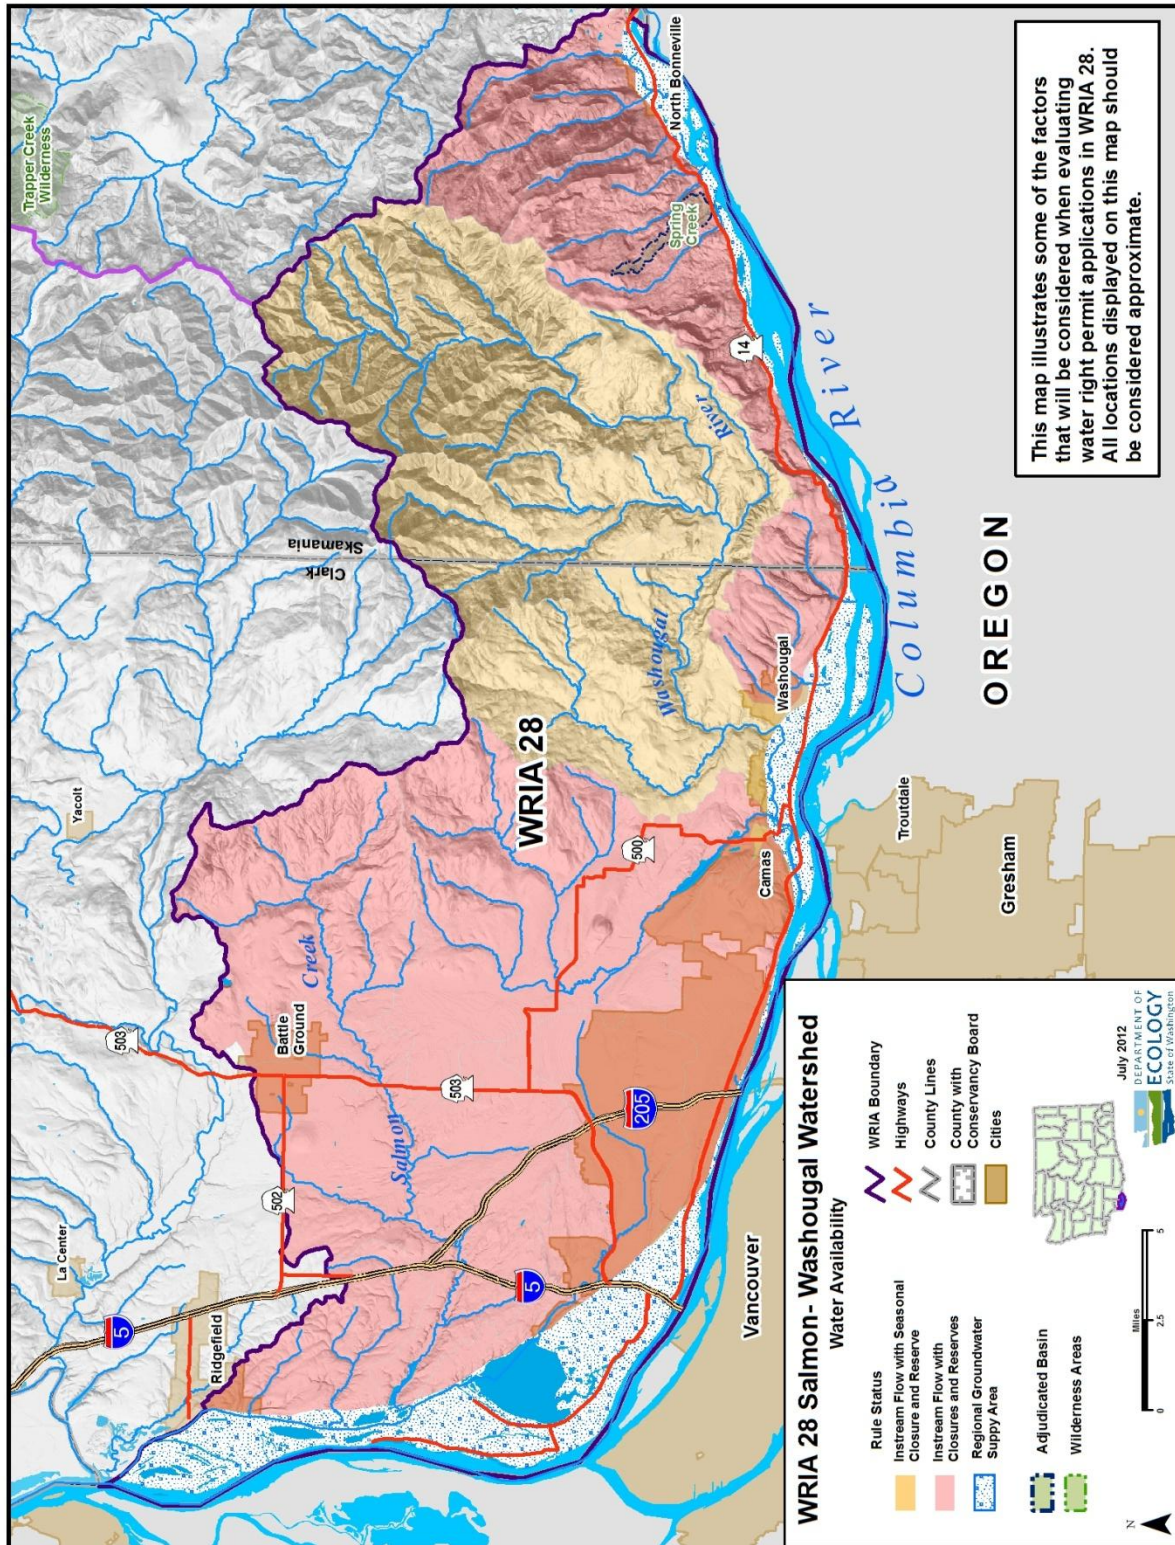 Trapper Creek
Wilderness
North Bonneville
Spring
Creek
14
River
Skamania
Clark
Washougal
Washougal
Columbia
River
OREGON
This map illustrates some of the factors
that will be considered when evaluating
water right permit applications in WRIA 28.
All locations displayed on this map should
be considered approximate.
Yacolt
WRIA 28
500
Camas
Troutdale
Gresham
503
Creek
Battle
Ground
503
Salmon
205
502
La Center
5
Ridgefield
5
Vancouver
WRIA 28 Salmon- Washougal Watershed
Water Availability
Rule Status
Instream Flow with Seasonal
Closure and Reserve
Instream Flow with
Closures and Reserves
Regional Groundwater
Suppy Area
Adjudicated Basin
Wilderness Areas
WRIA Boundary
Highways
County Lines
County with
Conservancy Board
Cities
N
Miles
0
2.5
5
July 2012
DEPARTMENT OF
ECOLOGY
State of Washington